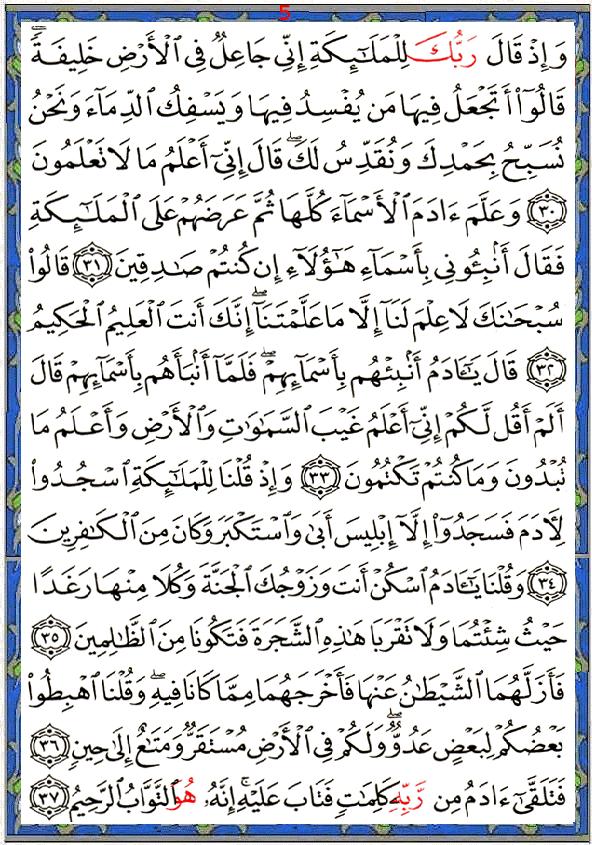 5
وَإِذْ قَالَ رَبُّكَ لِلْمَلَٰٓئِكَةِ إِنِّي جَاعِلٌ فِي ٱلْأَرْضِ خَلِيفَةًۖ
قَالُوٓا۟ أَتَجْعَلُ فِيهَا مَن يُفْسِدُ فِيهَا وَيَسْفِكُ ٱلدِّمَآءَ وَنَحْنُ
نُسَبِّحُ بِحَمْدِكَ وَنُقَدِّسُ لَكَۖ قَالَ إِنِّيٓ أَعْلَمُ مَا لَا تَعْلَمُونَ
٣٠ وَعَلَّمَ ءَادَمَ ٱلْأَسْمَآءَ كُلَّهَا ثُمَّ عَرَضَهُمْ عَلَى ٱلْمَلَٰٓئِكَةِ
فَقَالَ أَنۢبِـُٔونِي بِأَسْمَآءِ هَٰٓؤُلَآءِ إِن كُنتُمْ صَٰدِقِينَ ٣١ قَالُوا۟
سُبْحَٰنَكَ لَا عِلْمَ لَنَآ إِلَّا مَا عَلَّمْتَنَآۖ إِنَّكَ أَنتَ ٱلْعَلِيمُ ٱلْحَكِيمُ
٣٢ قَالَ يَٰٓـَٔادَمُ أَنۢبِئْهُم بِأَسْمَآئِهِمْۖ فَلَمَّآ أَنۢبَأَهُم بِأَسْمَآئِهِمْ قَالَ
أَلَمْ أَقُل لَّكُمْ إِنِّيٓ أَعْلَمُ غَيْبَ ٱلسَّمَٰوَٰتِ وَٱلْأَرْضِ وَأَعْلَمُ مَا
تُبْدُونَ وَمَا كُنتُمْ تَكْتُمُونَ ٣٣ وَإِذْ قُلْنَا لِلْمَلَٰٓئِكَةِ ٱسْجُدُوا۟
لِأٓدَمَ فَسَجَدُوٓا۟ إِلَّآ إِبْلِيسَ أَبَىٰ وَٱسْتَكْبَرَ وَكَانَ مِنَ ٱلْكَٰفِرِينَ
٣٤ وَقُلْنَا يَٰٓـَٔادَمُ ٱسْكُنْ أَنتَ وَزَوْجُكَ ٱلْجَنَّةَ وَكُلَا مِنْهَا رَغَدًا
حَيْثُ شِئْتُمَا وَلَا تَقْرَبَا هَٰذِهِ ٱلشَّجَرَةَ فَتَكُونَا مِنَ ٱلظَّٰلِمِينَ ٣٥
فَأَزَلَّهُمَا ٱلشَّيْطَٰنُ عَنْهَا فَأَخْرَجَهُمَا مِمَّا كَانَا فِيهِۖ وَقُلْنَا ٱهْبِطُوا۟
بَعْضُكُمْ لِبَعْضٍ عَدُوٌّۖ وَلَكُمْ فِي ٱلْأَرْضِ مُسْتَقَرٌّ وَمَتَٰعٌ إِلَىٰ حِينٍ ٣٦
فَتَلَقَّىٰٓ ءَادَمُ مِن رَّبِّهِۦ كَلِمَٰتٍ فَتَابَ عَلَيْهِۚ إِنَّهُۥ هُوَ ٱلتَّوَّابُ ٱلرَّحِيمُ ٣٧